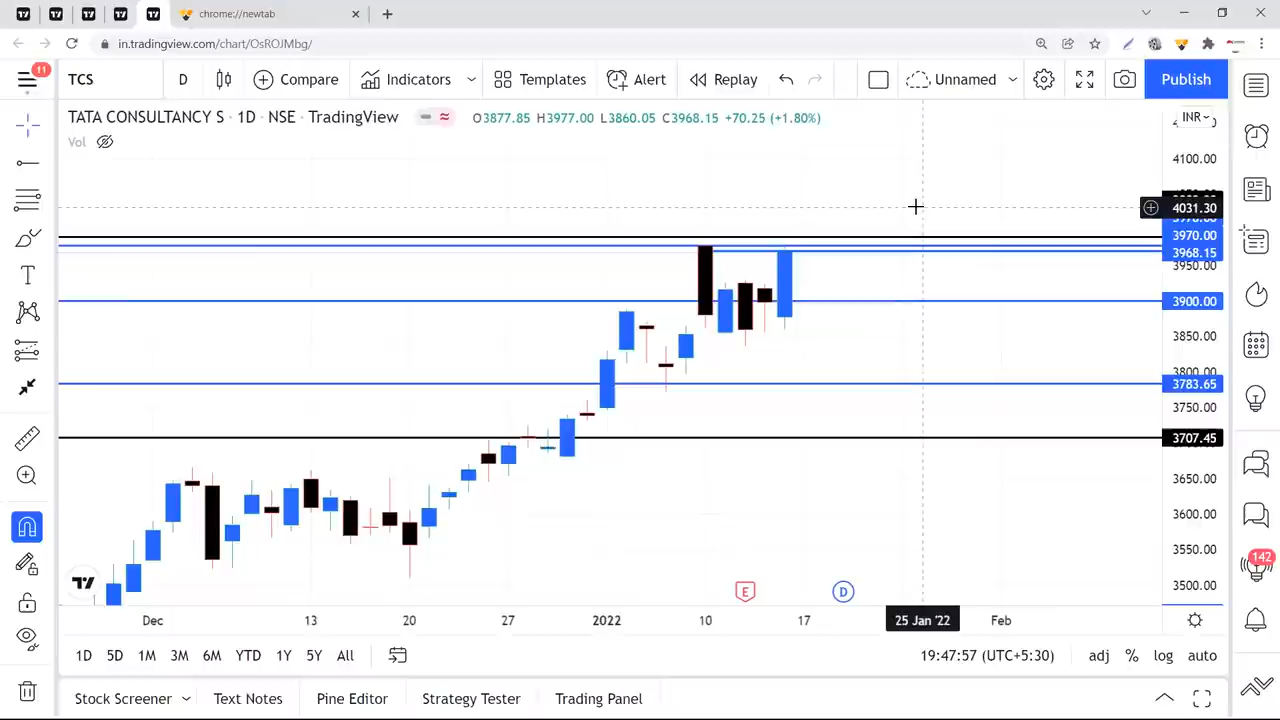 chrome://newtab
in.tradingview.com/chart/OsROJMbg/
11
TCS
D
Compare
Indicators
Templates
Alert
Replay
Unnamed
Publish
TATA CONSULTANCY S · 1D · NSE · TradingView
O3877.85 H3977.00 L3860.05 C3968.15 +70.25 (+1.80%)
INR
Vol
4100.00
4031.30
3970.00
3968.15
3950.00
3900.00
3850.00
3800.00
3783.65
3750.00
3707.45
3650.00
3600.00
3550.00
3500.00
142
E
D
Dec
13
20
27
2022
10
17
25 Jan '22
Feb
1D 5D 1M 3M 6M YTD 1Y 5Y All
19:47:57 (UTC+5:30)
adj % log auto
Stock Screener
Text Notes
Pine Editor
Strategy Tester
Trading Panel